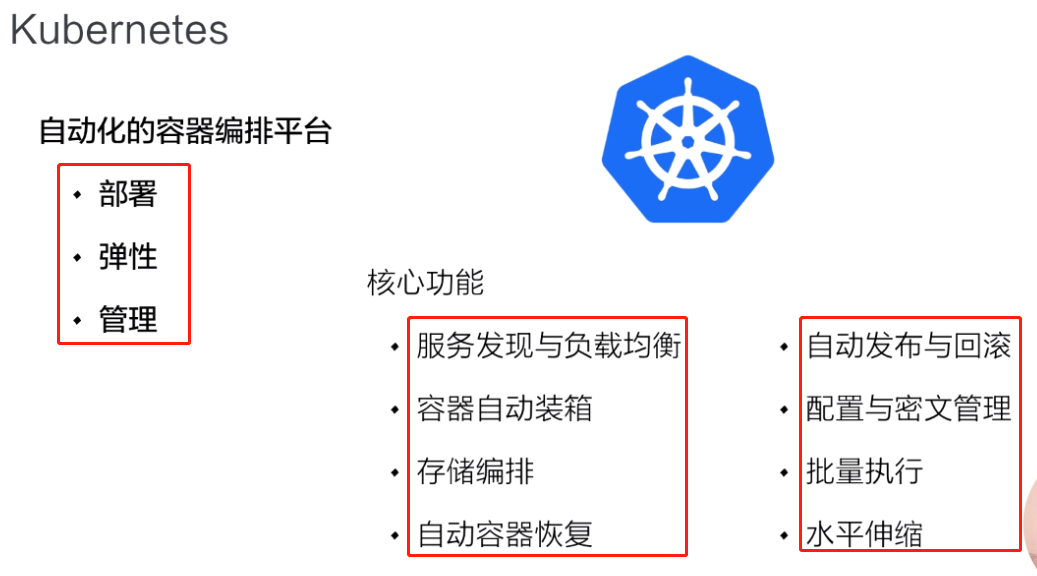 Kubernetes
自动化的容器编排平台
• 部署
• 弹性
• 管理
核心功能
• 服务发现与负载均衡
• 容器自动装箱
• 存储编排
• 自动容器恢复
• 自动发布与回滚
• 配置与密文管理
• 批量执行
• 水平伸缩